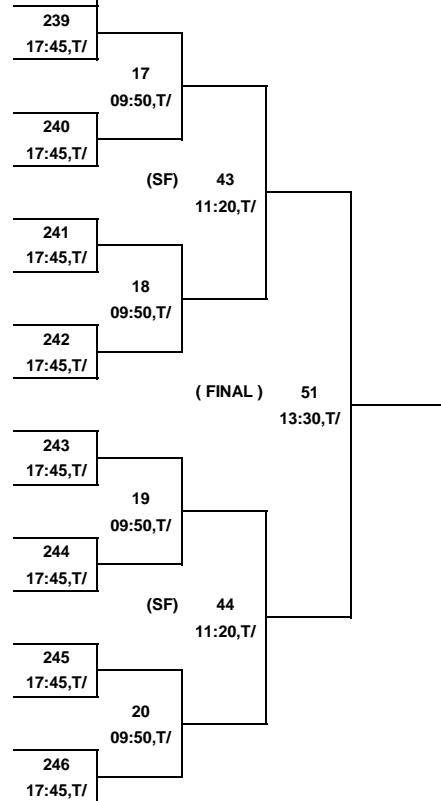 239
17:45,T/
17
09:50,T/
240
17:45,T/
(SF) 43
11:20,T/
241
17:45,T/
18
09:50,T/
242
17:45,T/
( FINAL ) 51
13:30,T/
243
17:45,T/
19
09:50,T/
244
17:45,T/
(SF) 44
11:20,T/
245
17:45,T/
20
09:50,T/
246
17:45,T/